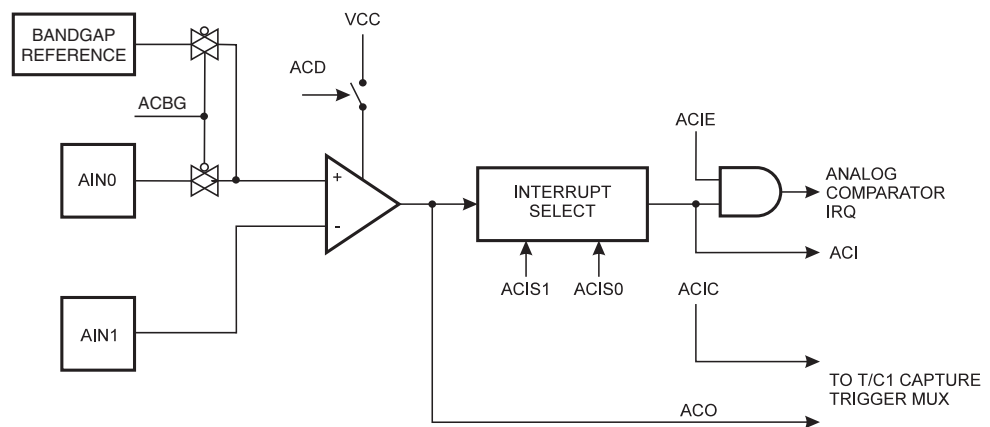 BANDGAP
REFERENCE
VCC
ACD
ACBG
ACIE
AIN0
+
-
INTERRUPT
SELECT
ANALOG
COMPARATOR
IRQ
ACI
ACIS1
ACIS0
ACIC
AIN1
TO T/C1 CAPTURE
TRIGGER MUX
ACO